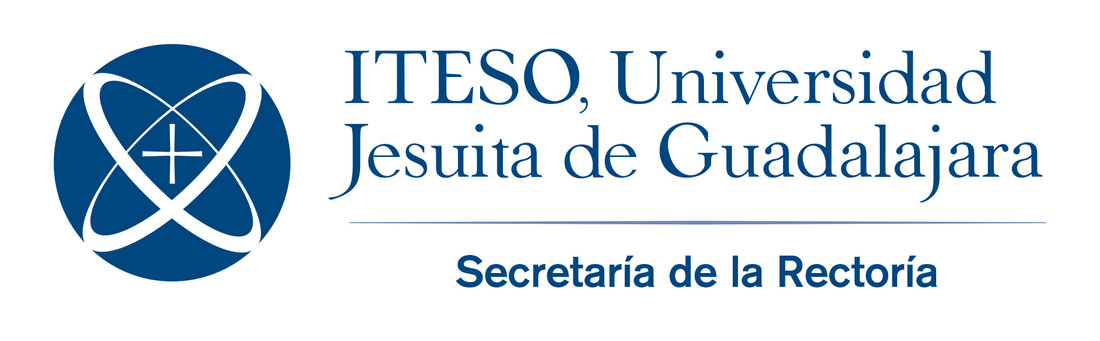 ITESO, Universidad
Jesuita de Guadalajara
Secretaría de la Rectoría